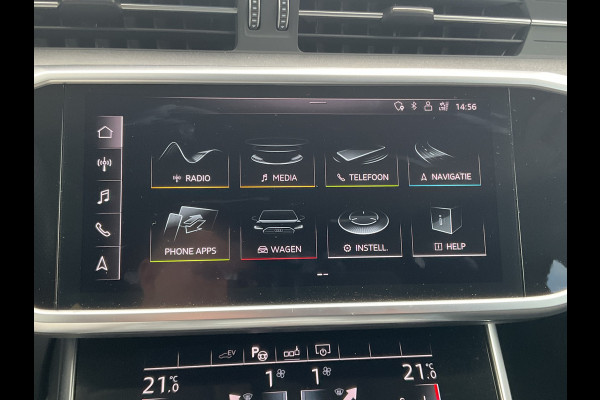 14:56
RADIO MEDIA TELEFOON NAVIGATIE
PHONE APPS WAGEN INSTELL. HELP
EV P
21.0 °C 1 1 21.0 °C